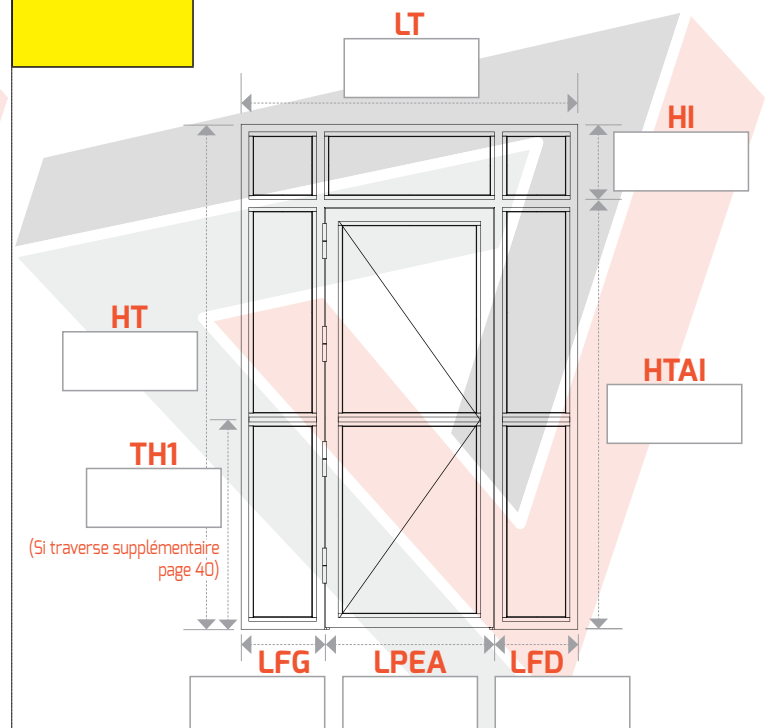 LT
HI
HT
HTAI
TH1
(Si traverse supplémentaire
page 40)
LFG LPEA LFD